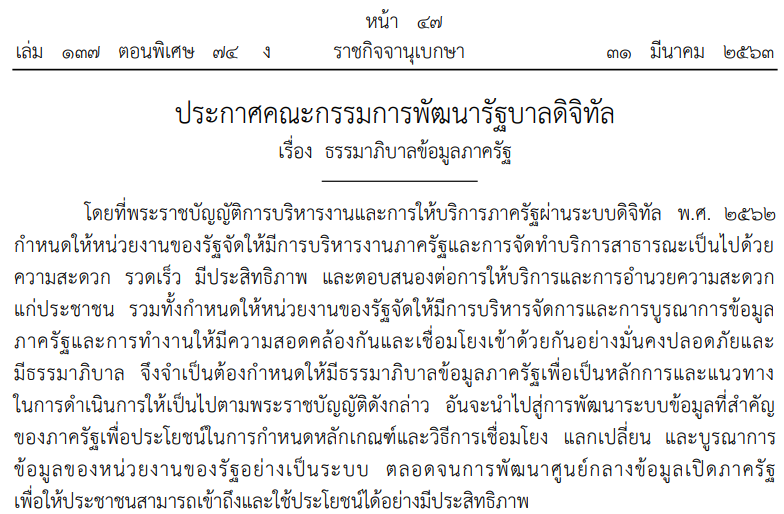 หน้า ๔๗
เล่ม ๑๓๗ ตอนพิเศษ ๗๔ ง ราชกิจจานุเบกษา ๓๑ มีนาคม ๒๕๖๓
ประกาศคณะกรรมการพัฒนารัฐบาลดิจิทัล
เรื่อง ธรรมาภิบาลข้อมูลภาครัฐ
โดยที่พระราชบัญญัติการบริหารงานและการให้บริการภาครัฐผ่านระบบดิจิทัล พ.ศ. ๒๕๖๒
กำหนดให้หน่วยงานของรัฐจัดให้มีการบริหารงานภาครัฐและการจัดทำบริการสาธารณะเป็นไปด้วย
ความสะดวก รวดเร็ว มีประสิทธิภาพ และตอบสนองต่อการให้บริการและการอำนวยความสะดวก
แก่ประชาชน รวมทั้งกำหนดให้หน่วยงานของรัฐจัดให้มีการบริหารจัดการและการบูรณาการข้อมูล
ภาครัฐและการทำงานให้มีความสอดคล้องกันและเชื่อมโยงเข้าด้วยกันอย่างมั่นคงปลอดภัยและ
มีธรรมาภิบาล จึงจำเป็นต้องกำหนดให้มีธรรมาภิบาลข้อมูลภาครัฐเพื่อเป็นหลักการและแนวทาง
ในการดำเนินการให้เป็นไปตามพระราชบัญญัติดังกล่าว อันจะนำไปสู่การพัฒนาระบบข้อมูลที่สำคัญ
ของภาครัฐเพื่อประโยชน์ในการกำหนดหลักเกณฑ์และวิธีการเชื่อมโยง แลกเปลี่ยน และบูรณาการ
ข้อมูลของหน่วยงานของรัฐอย่างเป็นระบบ ตลอดจนการพัฒนาศูนย์กลางข้อมูลเปิดภาครัฐ
เพื่อให้ประชาชนสามารถเข้าถึงและใช้ประโยชน์ได้อย่างมีประสิทธิภาพ